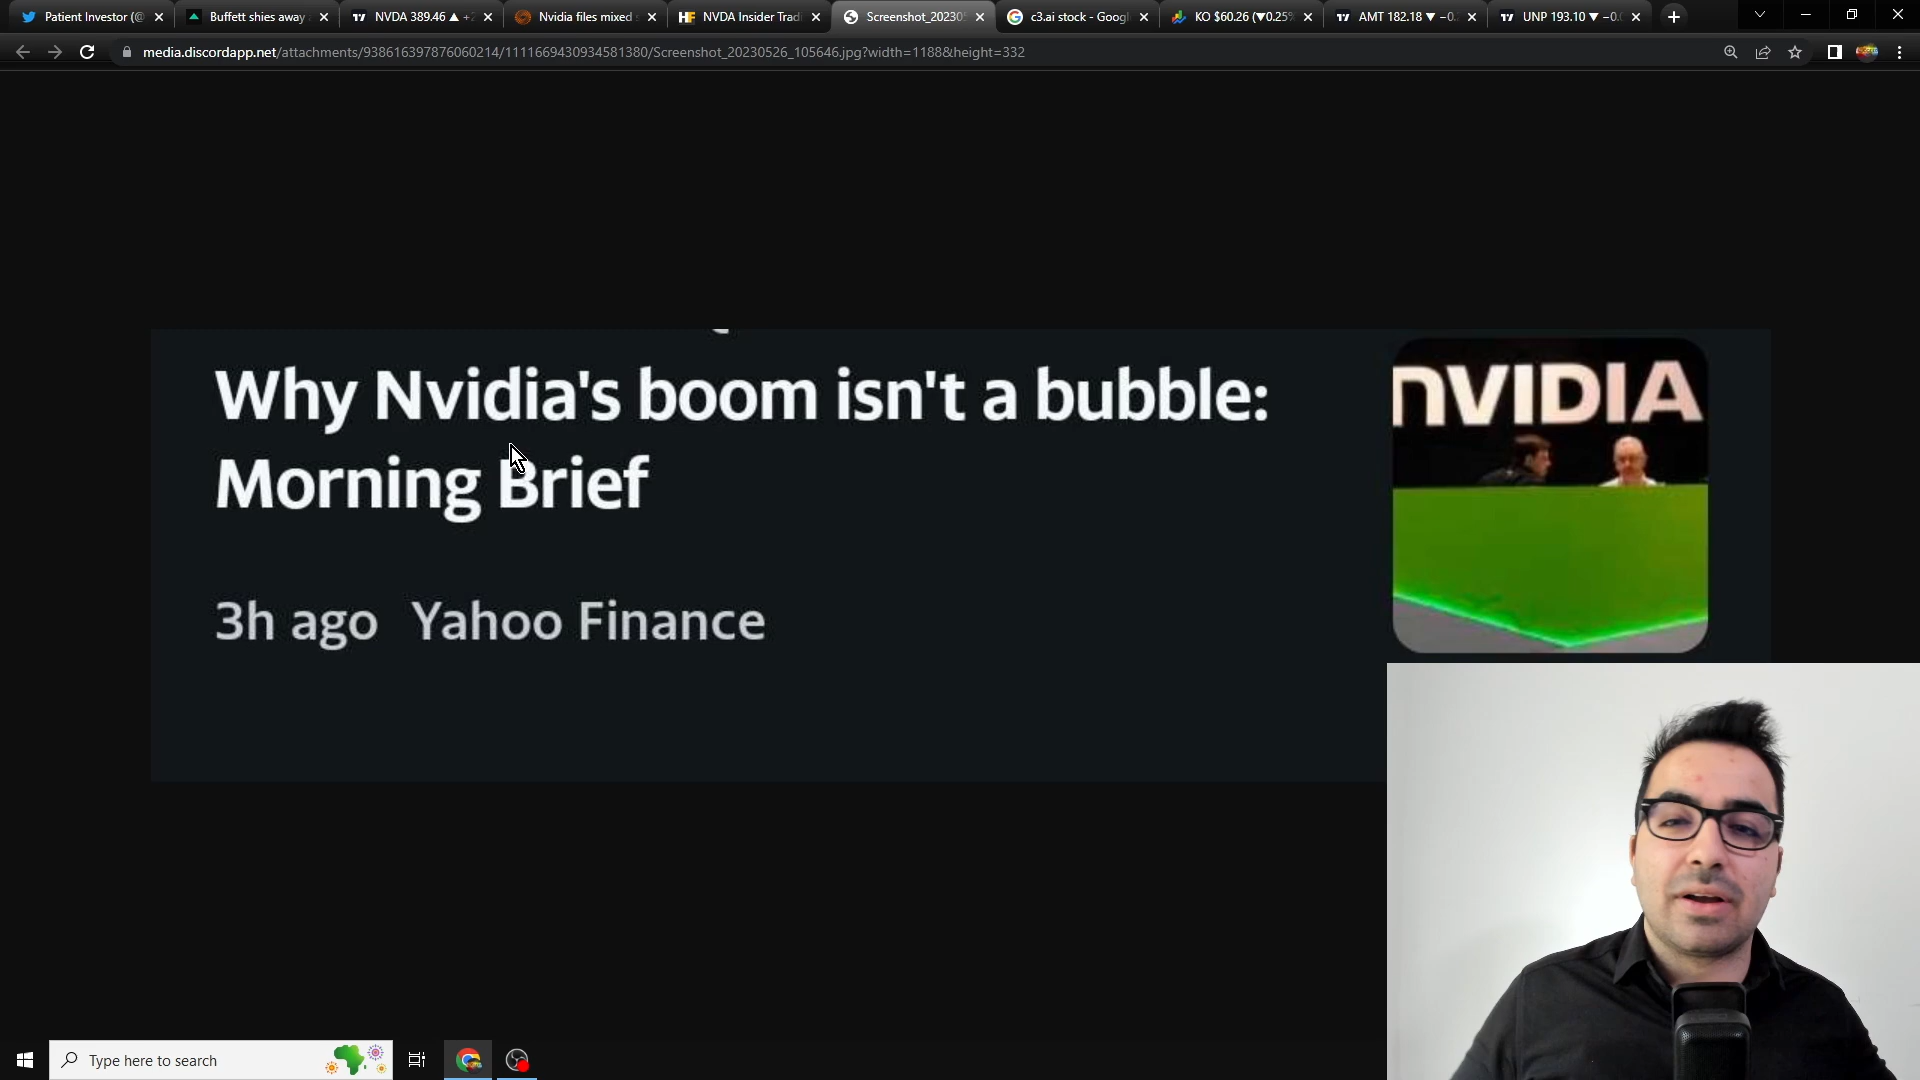 Patient Investor (@
Buffett shies away
NVDA 389.46 ▲ +2
Nvidia files mixed s
NVDA Insider Tradi
Screenshot_202305
c3.ai stock - Googl
KO $60.26 (▼0.25%
AMT 182.18 ▼ −0.
UNP 193.10 ▼ −0.
media.discordapp.net/attachments/938616397876060214/1111669430934581380/Screenshot_20230526_105646.jpg?width=1188&height=332
Why Nvidia's boom isn't a bubble:
Morning Brief
3h ago Yahoo Finance
NVIDIA
Type here to search